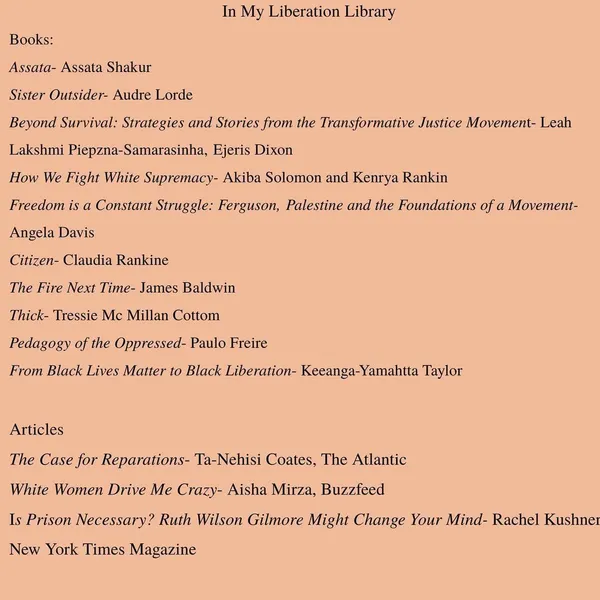 In My Liberation Library
Books:
Assata- Assata Shakur
Sister Outsider- Audre Lorde
Beyond Survival: Strategies and Stories from the Transformative Justice Movement- Leah
Lakshmi Piepzna-Samarasinha, Ejeris Dixon
How We Fight White Supremacy- Akiba Solomon and Kenrya Rankin
Freedom is a Constant Struggle: Ferguson, Palestine and the Foundations of a Movement-
Angela Davis
Citizen- Claudia Rankine
The Fire Next Time- James Baldwin
Thick- Tressie Mc Millan Cottom
Pedagogy of the Oppressed- Paulo Freire
From Black Lives Matter to Black Liberation- Keeanga-Yamahtta Taylor
Articles
The Case for Reparations- Ta-Nehisi Coates, The Atlantic
White Women Drive Me Crazy- Aisha Mirza, Buzzfeed
Is Prison Necessary? Ruth Wilson Gilmore Might Change Your Mind- Rachel Kushner
New York Times Magazine